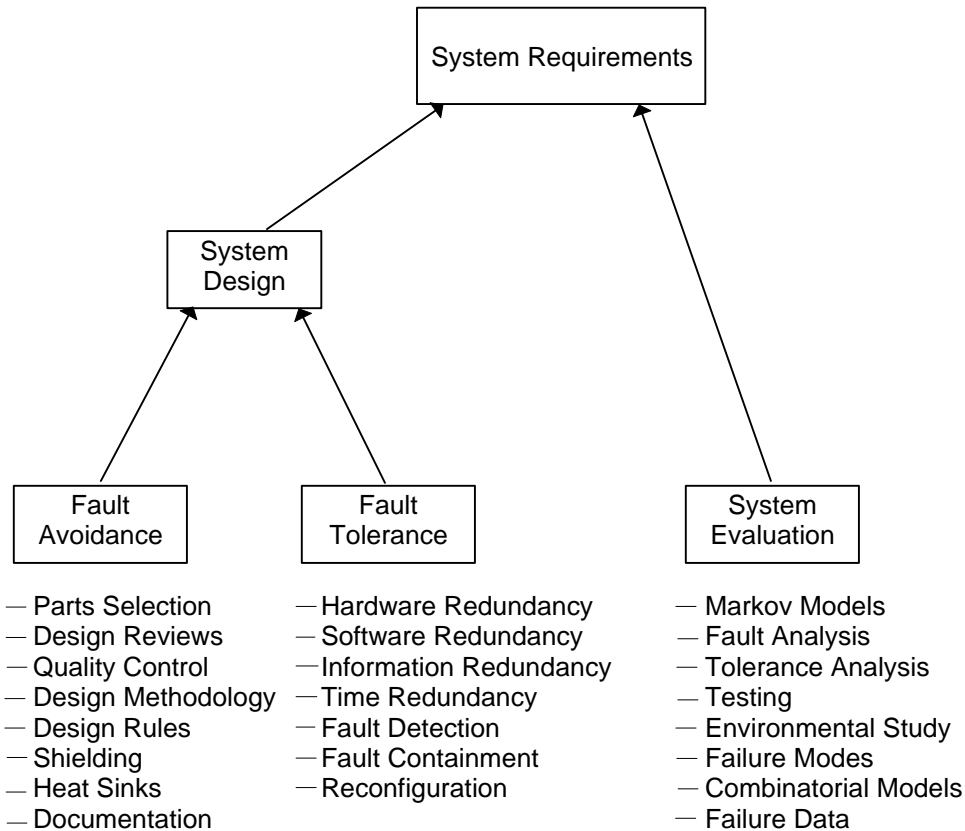 System Requirements
System
Design
Fault
Avoidance
Fault
Tolerance
System
Evaluation
— Parts Selection
— Design Reviews
— Quality Control
— Design Methodology
— Design Rules
— Shielding
— Heat Sinks
— Documentation
— Hardware Redundancy
— Software Redundancy
— Information Redundancy
— Time Redundancy
— Fault Detection
— Fault Containment
— Reconfiguration
— Markov Models
— Fault Analysis
— Tolerance Analysis
— Testing
— Environmental Study
— Failure Modes
— Combinatorial Models
— Failure Data